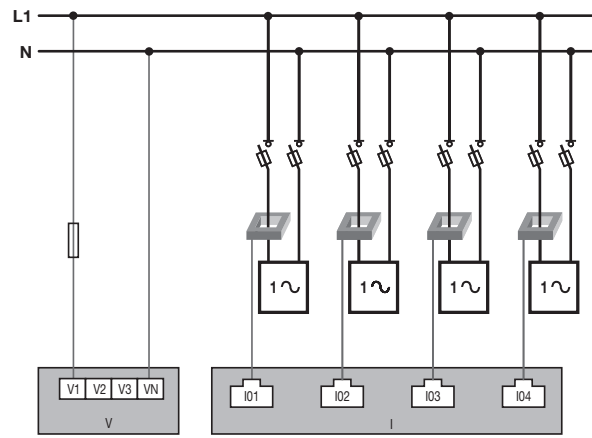 L1
N
1∿ 1∿ 1∿ 1∿
V1 V2 V3 VN
I01 I02 I03 I04
V I